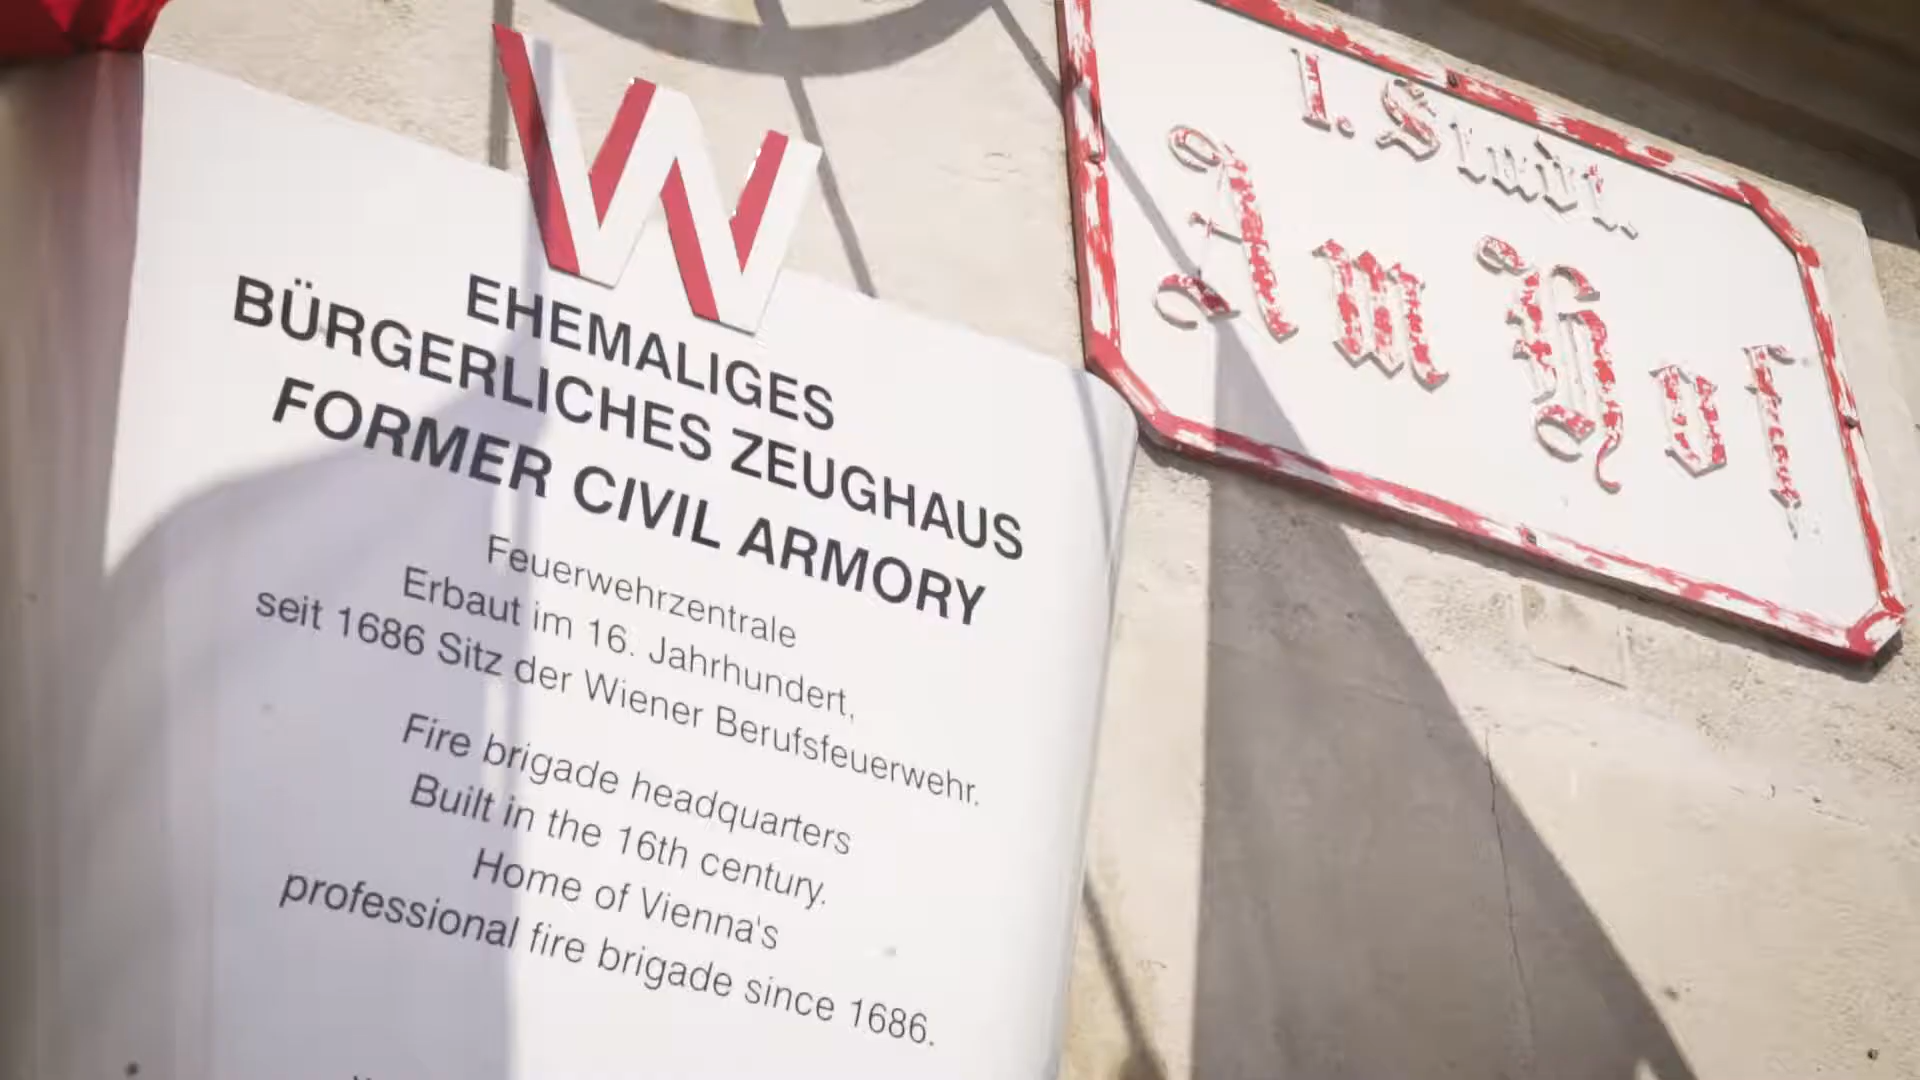 W
EHEMALIGES
BÜRGERLICHES ZEUGHAUS
FORMER CIVIL ARMORY
Feuerwehrzentrale
Erbaut im 16. Jahrhundert,
seit 1686 Sitz der Wiener Berufsfeuerwehr.
Fire brigade headquarters
Built in the 16th century.
Home of Vienna's
professional fire brigade since 1686.
I. Stadt.
Am Hof